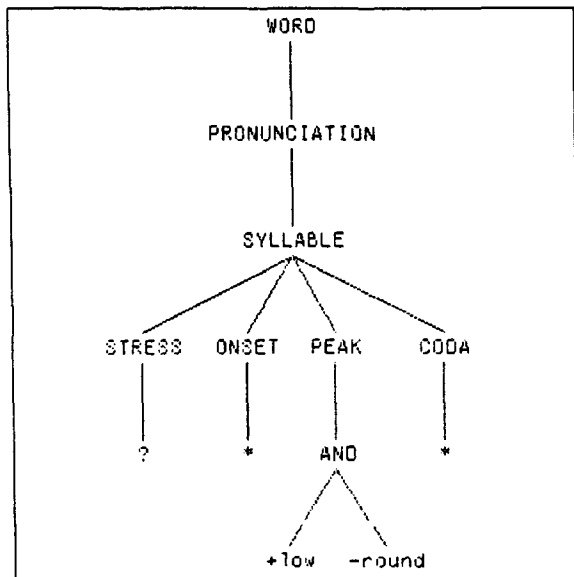 WORD
PRONUNCIATION
SYLLABLE
STRESS ONSET PEAK CODA
? * AND *
+low -round